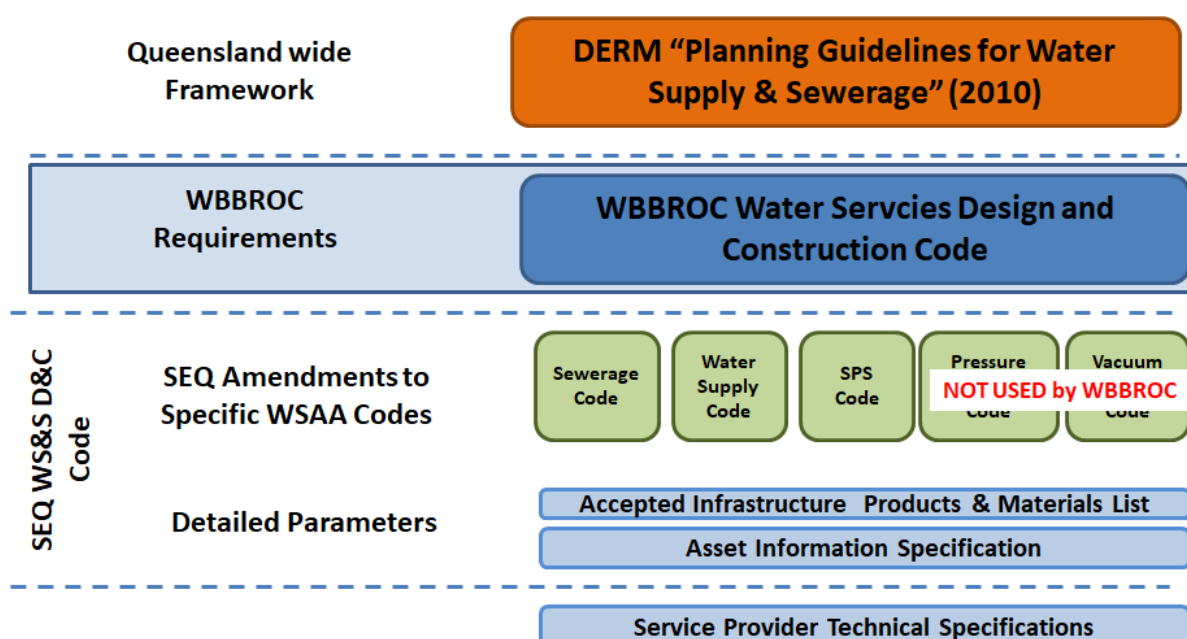 Queensland wide
Framework
DERM “Planning Guidelines for Water
Supply & Sewerage” (2010)
WBBROC
Requirements
WBBROC Water Servcies Design and
Construction Code
SEQ WS&S D&C
Code
SEQ Amendments to
Specific WSAA Codes
Sewerage
Code
Water
Supply
Code
SPS
Code
Pressure
Code
Vacuum
Code
NOT USED by WBBROC
Detailed Parameters
Accepted Infrastructure Products & Materials List
Asset Information Specification
Service Provider Technical Specifications